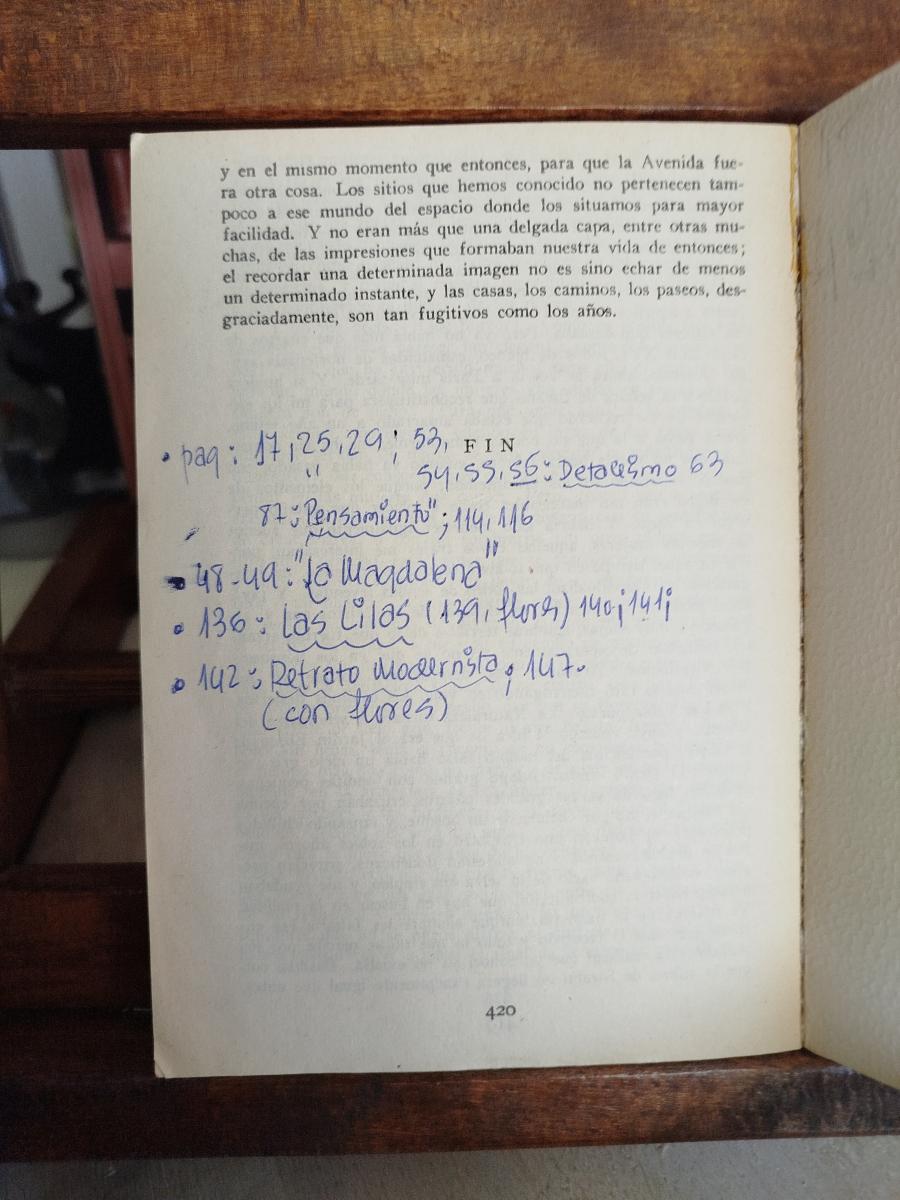 y en el mismo momento que entonces, para que la Avenida fue-
ra otra cosa. Los sitios que hemos conocido no pertenecen tam-
poco a ese mundo del espacio donde los situamos para mayor
facilidad. Y no eran más que una delgada capa, entre otras mu-
chas, de las impresiones que formaban nuestra vida de entonces;
el recordar una determinada imagen no es sino echar de menos
un determinado instante, y las casas, los caminos, los paseos, des-
graciadamente, son tan fugitivos como los años.
• pag: 17, 25, 29; 53,
FIN
54, 55, 56: Detallismo 63
87: "Pensamiento"; 114, 116
• 48-49: "La Magdalena"
• 136: Las Lilas (139, flores) 140; 141;
• 142: Retrato Modernista; 147.
(con flores)
420